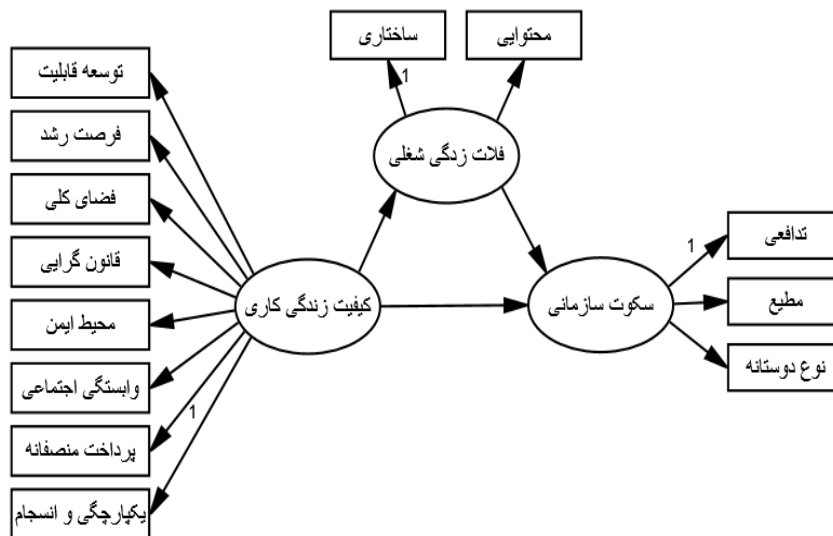 ساختاری
محتوایی
1
توسعه قابلیت
فرصت رشد
فضای کلی
قانون گرایی
محیط ایمن
وابستگی اجتماعی
پرداخت منصفانه
یکپارچگی و انسجام
1
فلات زدگی شغلی
کیفیت زندگی کاری
سکوت سازمانی
1
تدافعی
مطیع
نوع دوستانه